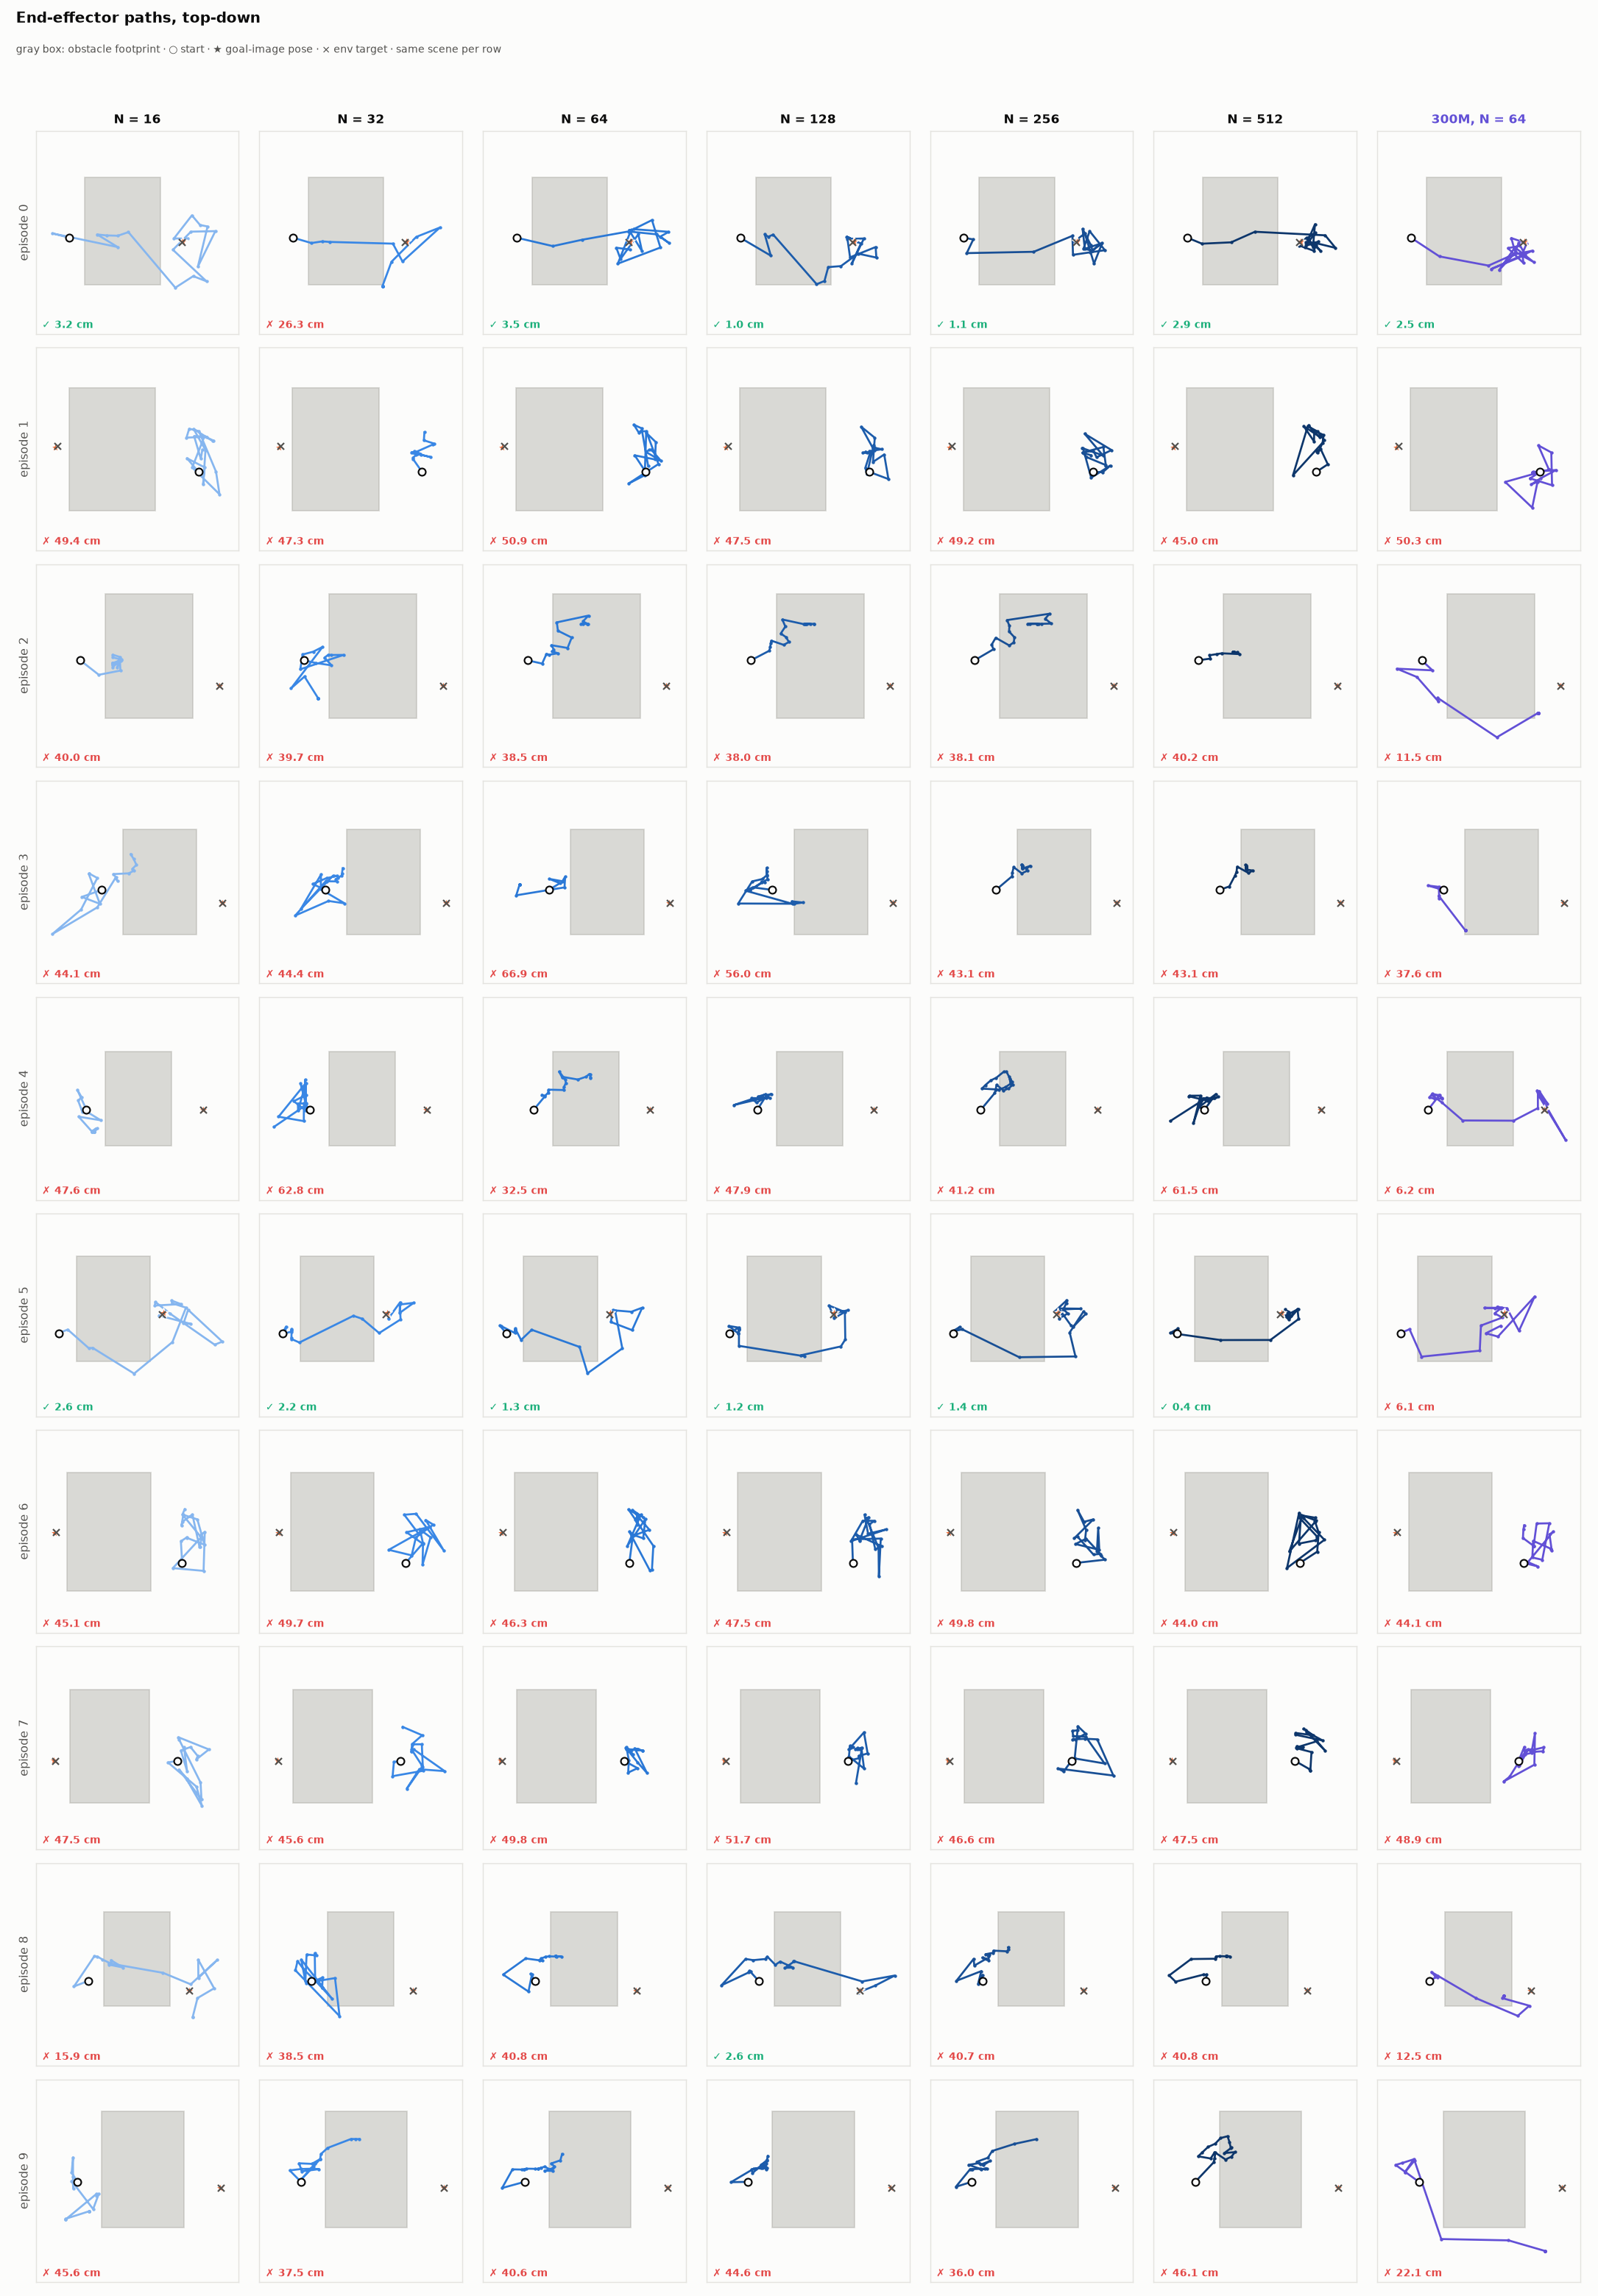 End-effector paths, top-down
gray box: obstacle footprint · ○ start · ★ goal-image pose · × env target · same scene per row
N = 16 N = 32 N = 64 N = 128 N = 256 N = 512 300M, N = 64
episode 0
✓ 3.2 cm ✗ 26.3 cm ✓ 3.5 cm ✓ 1.0 cm ✓ 1.1 cm ✓ 2.9 cm ✓ 2.5 cm
episode 1
✗ 49.4 cm ✗ 47.3 cm ✗ 50.9 cm ✗ 47.5 cm ✗ 49.2 cm ✗ 45.0 cm ✗ 50.3 cm
episode 2
✗ 40.0 cm ✗ 39.7 cm ✗ 38.5 cm ✗ 38.0 cm ✗ 38.1 cm ✗ 40.2 cm ✗ 11.5 cm
episode 3
✗ 44.1 cm ✗ 44.4 cm ✗ 66.9 cm ✗ 56.0 cm ✗ 43.1 cm ✗ 43.1 cm ✗ 37.6 cm
episode 4
✗ 47.6 cm ✗ 62.8 cm ✗ 32.5 cm ✗ 47.9 cm ✗ 41.2 cm ✗ 61.5 cm ✗ 6.2 cm
episode 5
✓ 2.6 cm ✓ 2.2 cm ✓ 1.3 cm ✓ 1.2 cm ✓ 1.4 cm ✓ 0.4 cm ✗ 6.1 cm
episode 6
✗ 45.1 cm ✗ 49.7 cm ✗ 46.3 cm ✗ 47.5 cm ✗ 49.8 cm ✗ 44.0 cm ✗ 44.1 cm
episode 7
✗ 47.5 cm ✗ 45.6 cm ✗ 49.8 cm ✗ 51.7 cm ✗ 46.6 cm ✗ 47.5 cm ✗ 48.9 cm
episode 8
✗ 15.9 cm ✗ 38.5 cm ✗ 40.8 cm ✓ 2.6 cm ✗ 40.7 cm ✗ 40.8 cm ✗ 12.5 cm
episode 9
✗ 45.6 cm ✗ 37.5 cm ✗ 40.6 cm ✗ 44.6 cm ✗ 36.0 cm ✗ 46.1 cm ✗ 22.1 cm